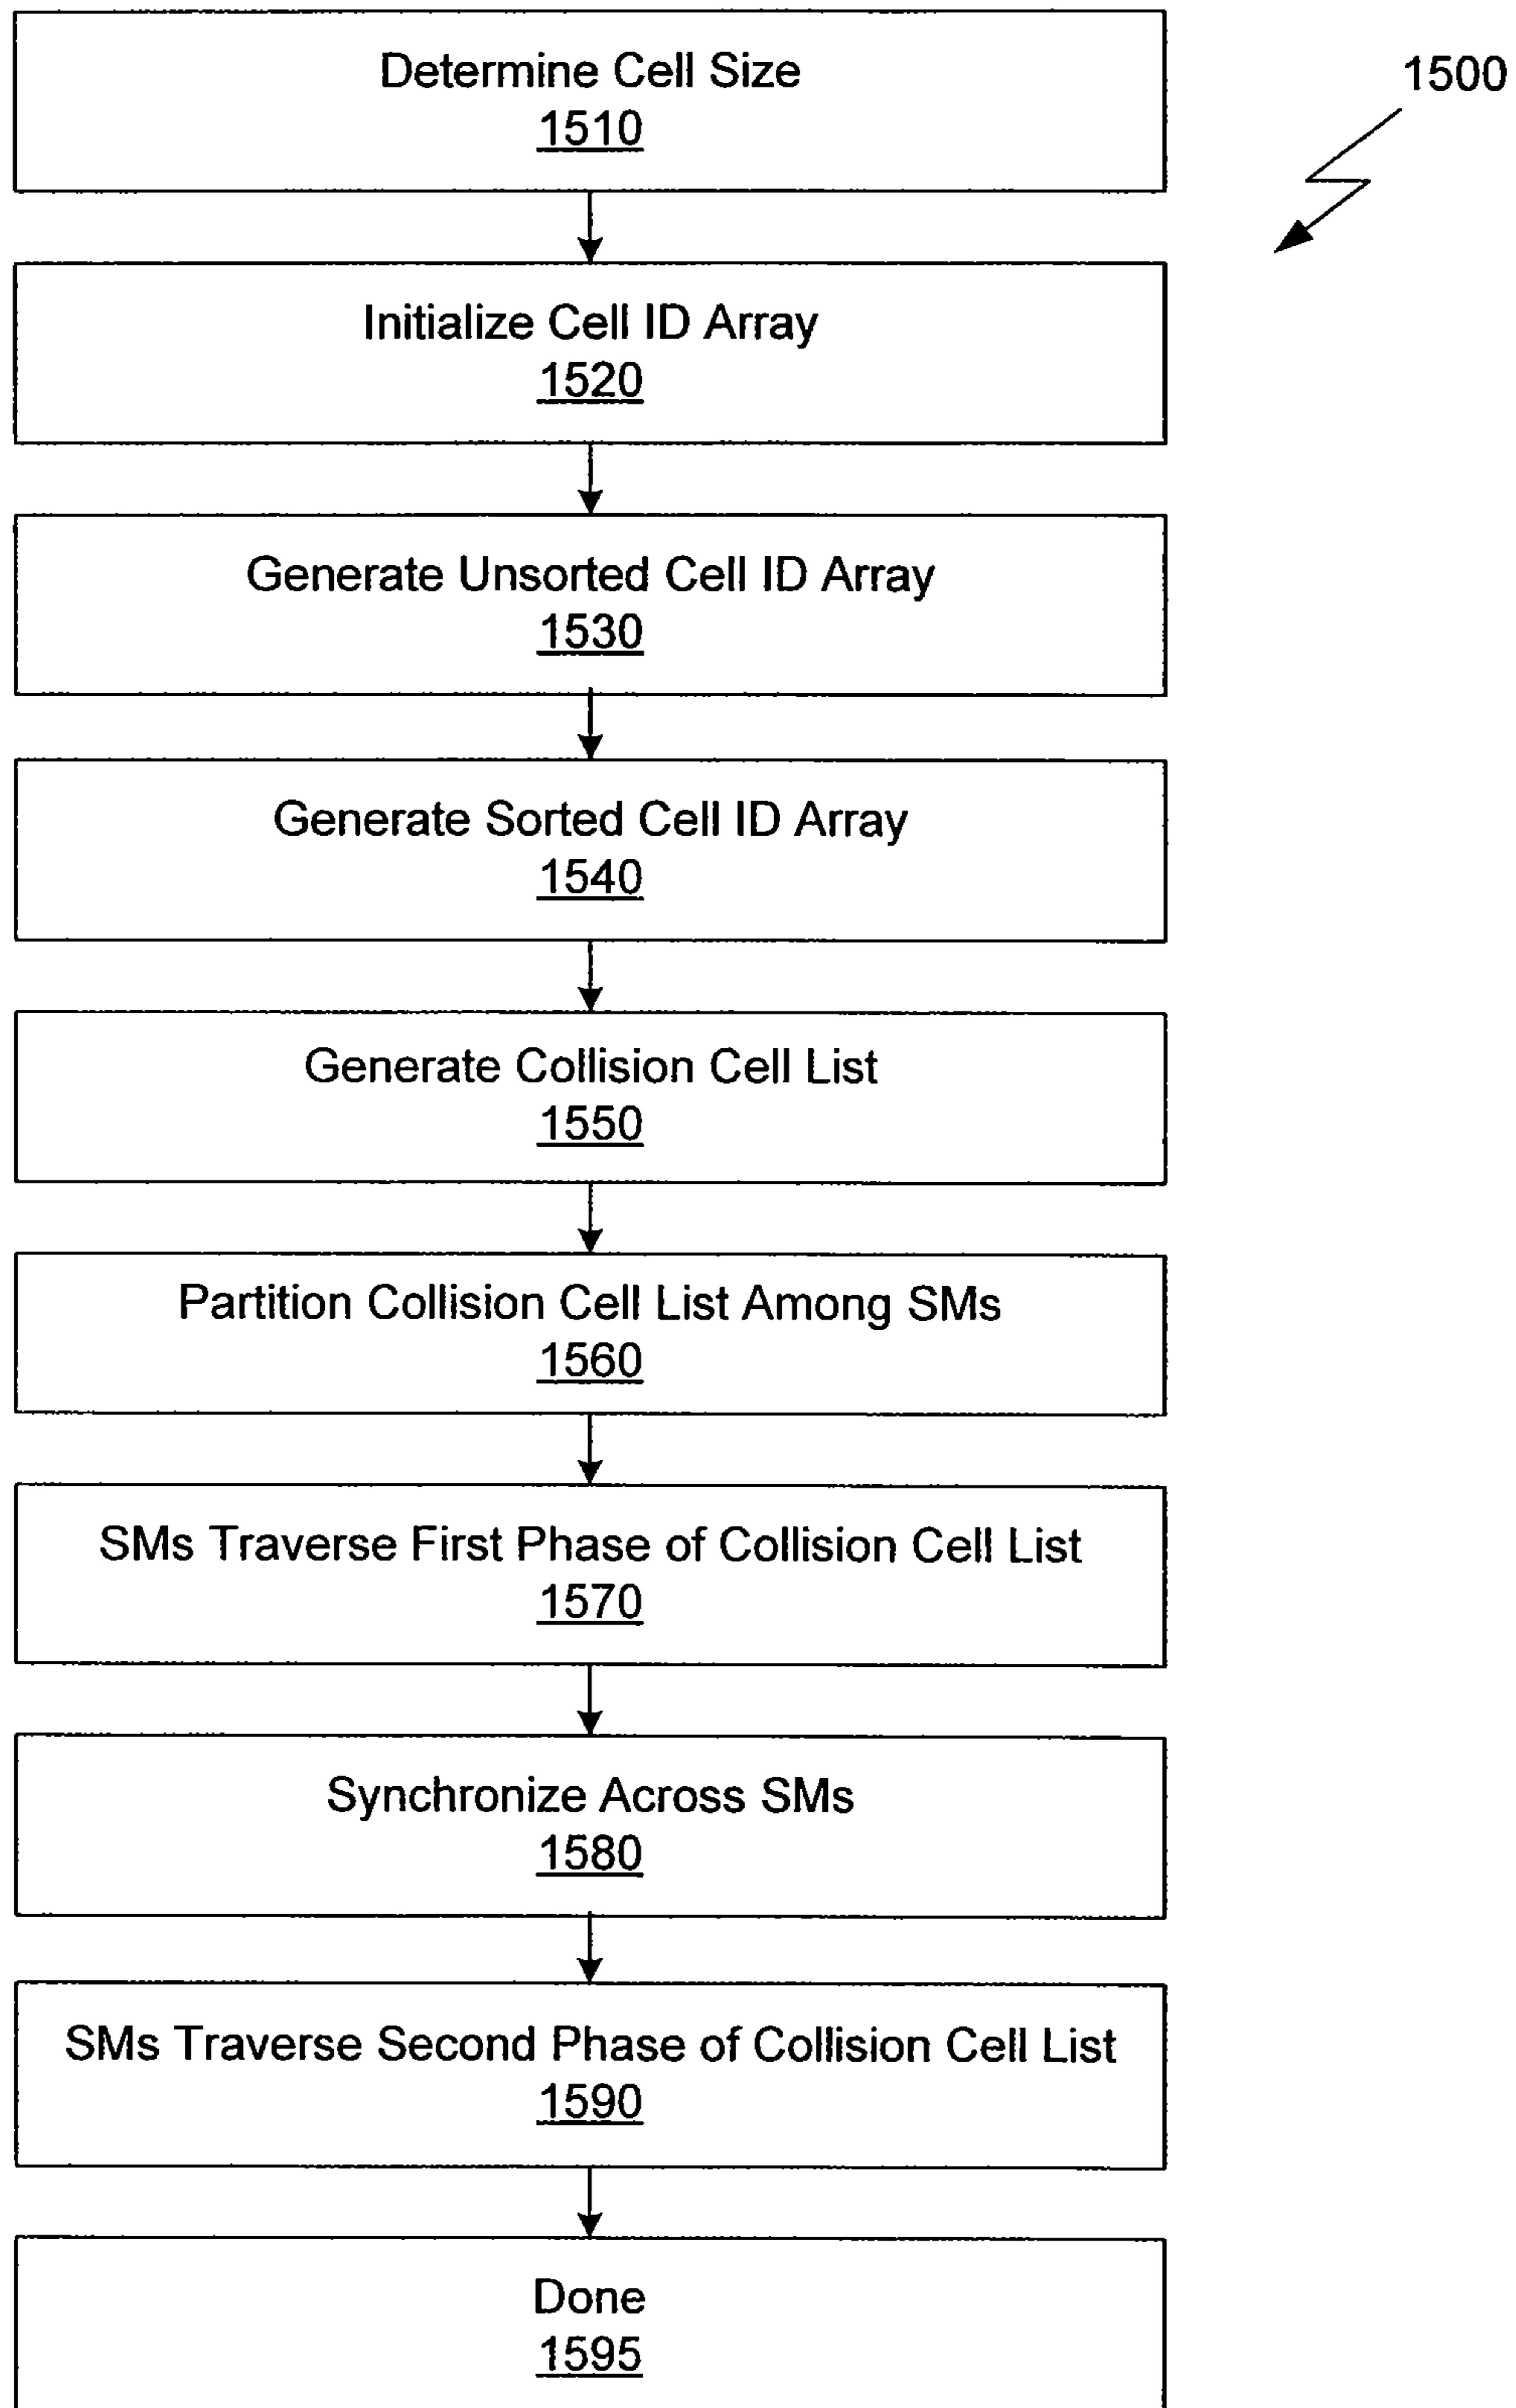 Determine Cell Size
1510
1500
Initialize Cell ID Array
1520
Generate Unsorted Cell ID Array
1530
Generate Sorted Cell ID Array
1540
Generate Collision Cell List
1550
Partition Collision Cell List Among SMs
1560
SMs Traverse First Phase of Collision Cell List
1570
Synchronize Across SMs
1580
SMs Traverse Second Phase of Collision Cell List
1590
Done
1595